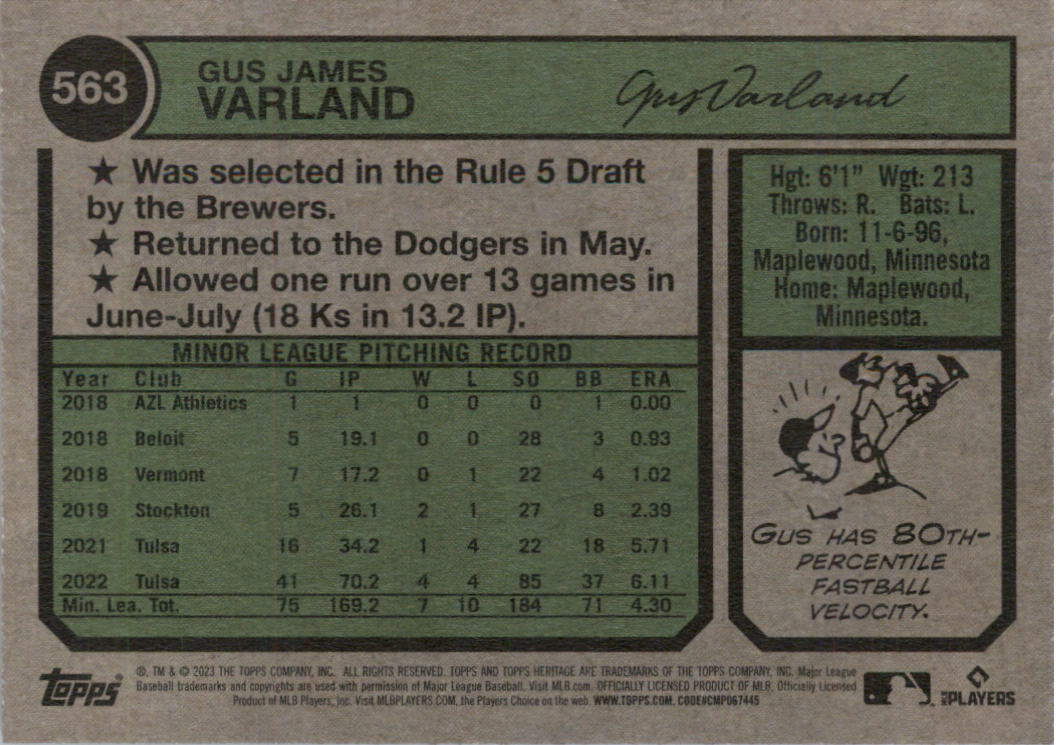 563
GUS JAMES
VARLAND
Gus Varland
★ Was selected in the Rule 5 Draft
by the Brewers.
★ Returned to the Dodgers in May.
★ Allowed one run over 13 games in
June-July (18 Ks in 13.2 IP).
MINOR LEAGUE PITCHING RECORD
Year Club G IP W L SO BB ERA
2018 AZL Athletics 1 1 0 0 0 1 0.00
2018 Beloit 5 19.1 0 0 28 3 0.93
2018 Vermont 7 17.2 0 1 22 4 1.02
2019 Stockton 5 26.1 2 1 27 8 2.39
2021 Tulsa 16 34.2 1 4 22 18 5.71
2022 Tulsa 41 70.2 4 4 85 37 6.11
Min. Lea. Tot. 75 169.2 7 10 184 71 4.30
Hgt: 6'1" Wgt: 213
Throws: R. Bats: L.
Born: 11-6-96,
Maplewood, Minnesota
Home: Maplewood,
Minnesota.
GUS HAS 80TH-
PERCENTILE
FASTBALL
VELOCITY.
topps
®, TM & © 2023 THE TOPPS COMPANY, INC. ALL RIGHTS RESERVED. TOPPS AND TOPPS HERITAGE ARE TRADEMARKS OF THE TOPPS COMPANY, INC. Major League
Baseball trademarks and copyrights are used with permission of Major League Baseball. Visit MLB.com. OFFICIALLY LICENSED PRODUCT OF MLB, Officially Licensed
Product of MLB Players, Inc. Visit MLBPLAYERS.COM, the Players Choice on the web. WWW.TOPPS.COM. CODE#CMP067445
MLB PLAYERS